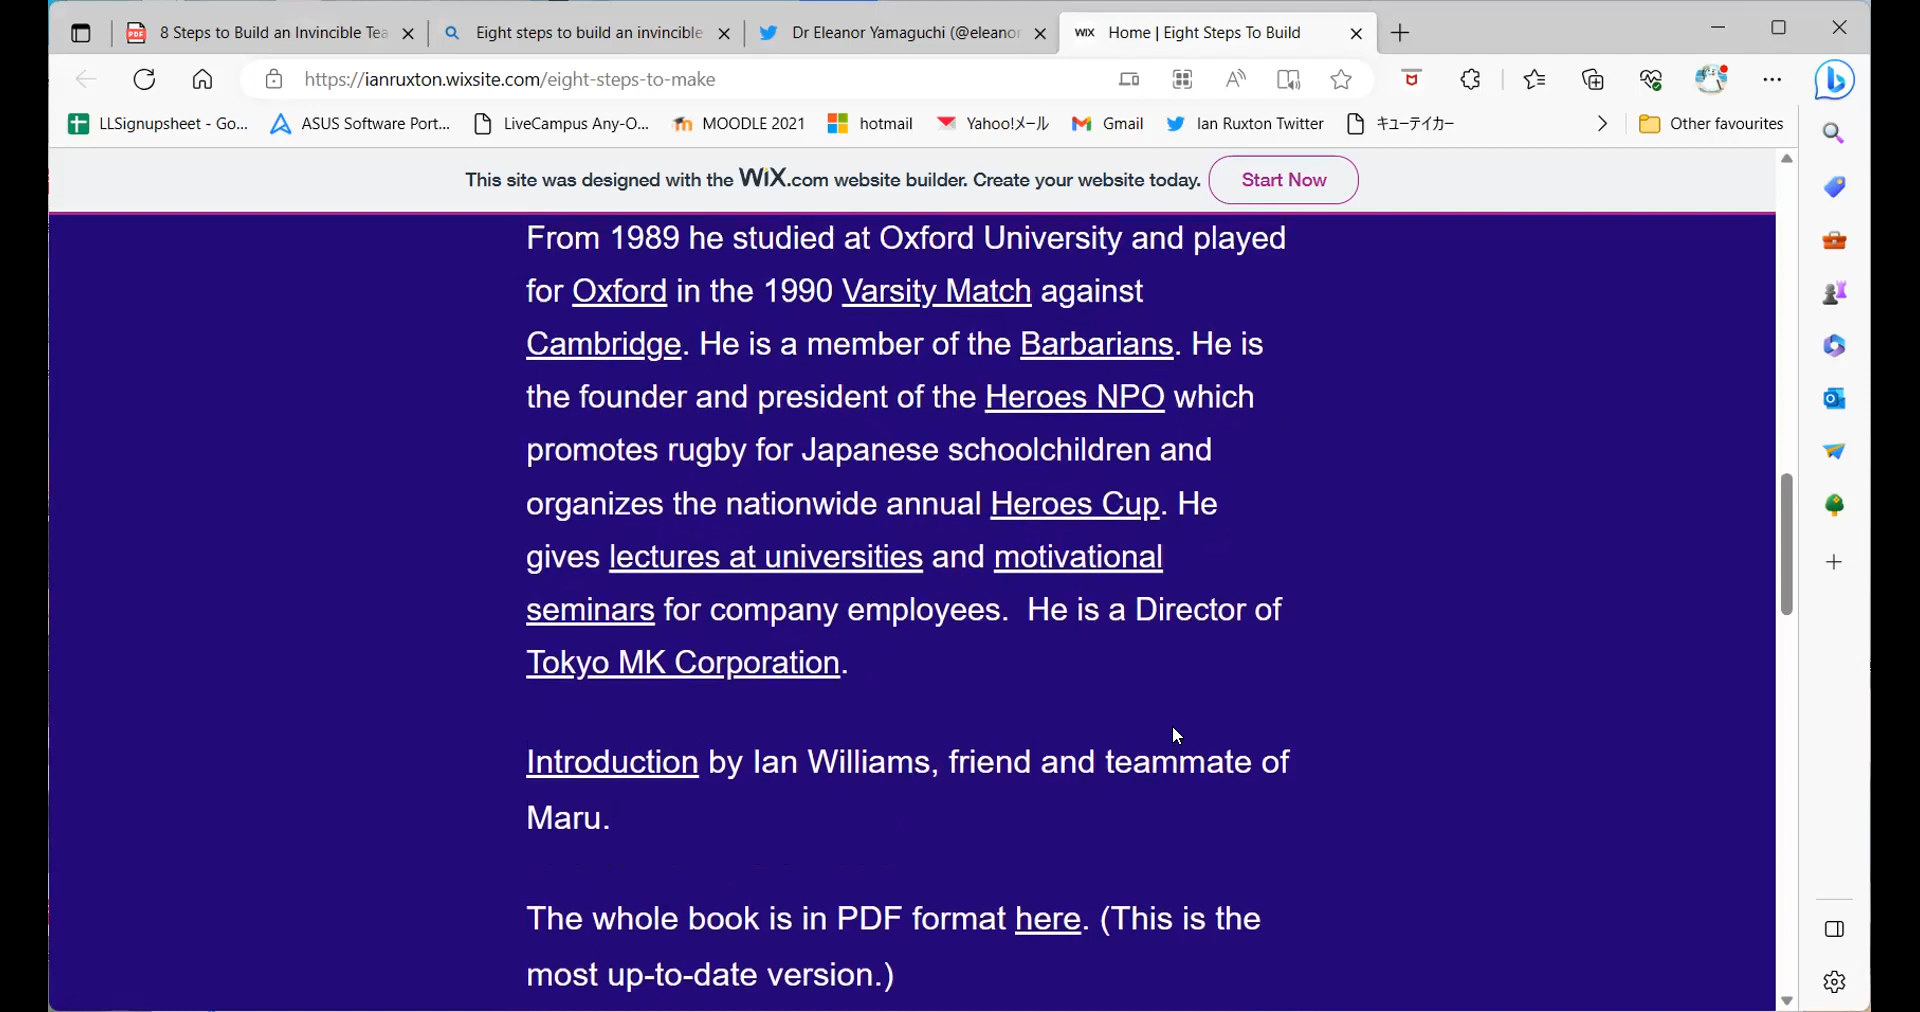 8 Steps to Build an Invincible Tea
Eight steps to build an invincible
Dr Eleanor Yamaguchi (@eleanor
WiX
Home | Eight Steps To Build
https://ianruxton.wixsite.com/eight-steps-to-make
LLSignupsheet - Go...
ASUS Software Port...
LiveCampus Any-O...
MOODLE 2021
hotmail
Yahoo!メール
Gmail
Ian Ruxton Twitter
キューテイカー
Other favourites
This site was designed with the WiX.com website builder. Create your website today.
Start Now
From 1989 he studied at Oxford University and played
for Oxford in the 1990 Varsity Match against
Cambridge. He is a member of the Barbarians. He is
the founder and president of the Heroes NPO which
promotes rugby for Japanese schoolchildren and
organizes the nationwide annual Heroes Cup. He
gives lectures at universities and motivational
seminars for company employees.  He is a Director of
Tokyo MK Corporation.
Introduction by Ian Williams, friend and teammate of
Maru.
The whole book is in PDF format here. (This is the
most up-to-date version.)